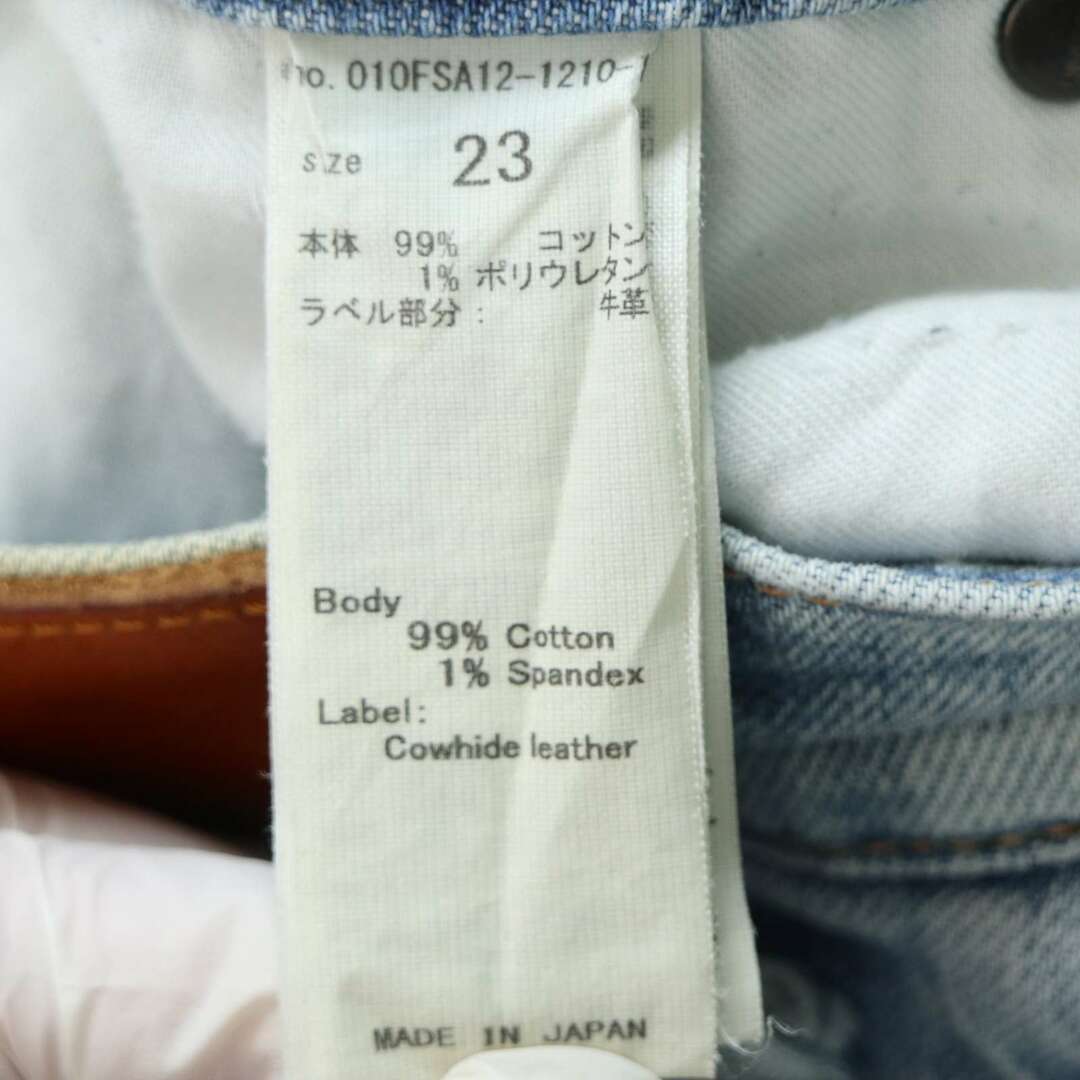 no. 010FSA12-1210-1
size 23
本体 99% コットン
1% ポリウレタン
ラベル部分: 牛革
Body
99% Cotton
1% Spandex
Label:
Cowhide leather
MADE IN JAPAN